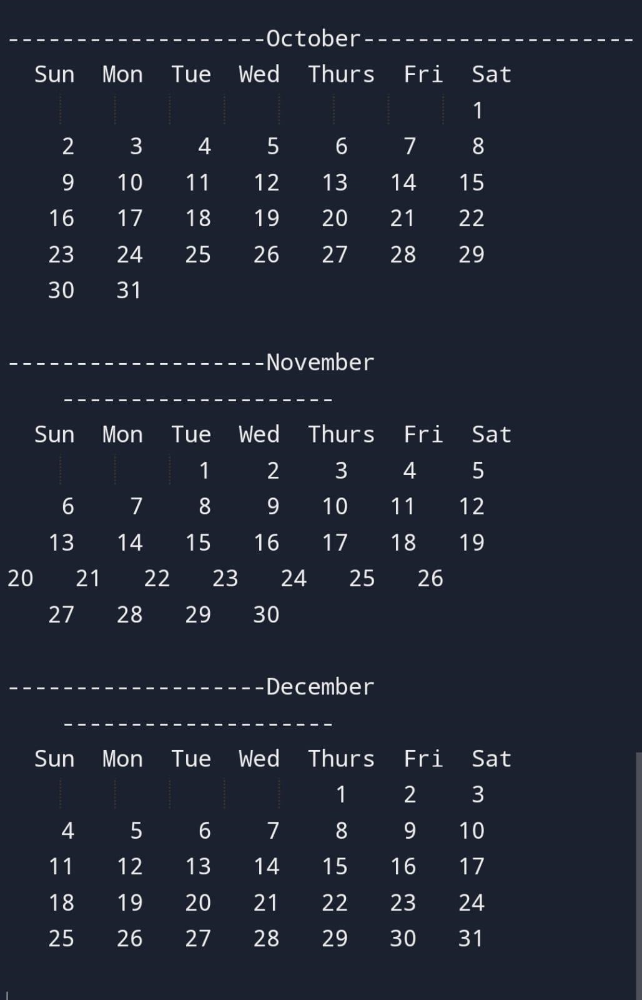 -------------------October--------------------
  Sun  Mon  Tue  Wed  Thurs  Fri  Sat
                                  1
    2    3    4    5    6    7    8
    9   10   11   12   13   14   15
   16   17   18   19   20   21   22
   23   24   25   26   27   28   29
   30   31
-------------------November
    --------------------
  Sun  Mon  Tue  Wed  Thurs  Fri  Sat
              1    2    3    4    5
    6    7    8    9   10   11   12
   13   14   15   16   17   18   19
20   21   22   23   24   25   26
   27   28   29   30
-------------------December
    --------------------
  Sun  Mon  Tue  Wed  Thurs  Fri  Sat
                        1    2    3
    4    5    6    7    8    9   10
   11   12   13   14   15   16   17
   18   19   20   21   22   23   24
   25   26   27   28   29   30   31